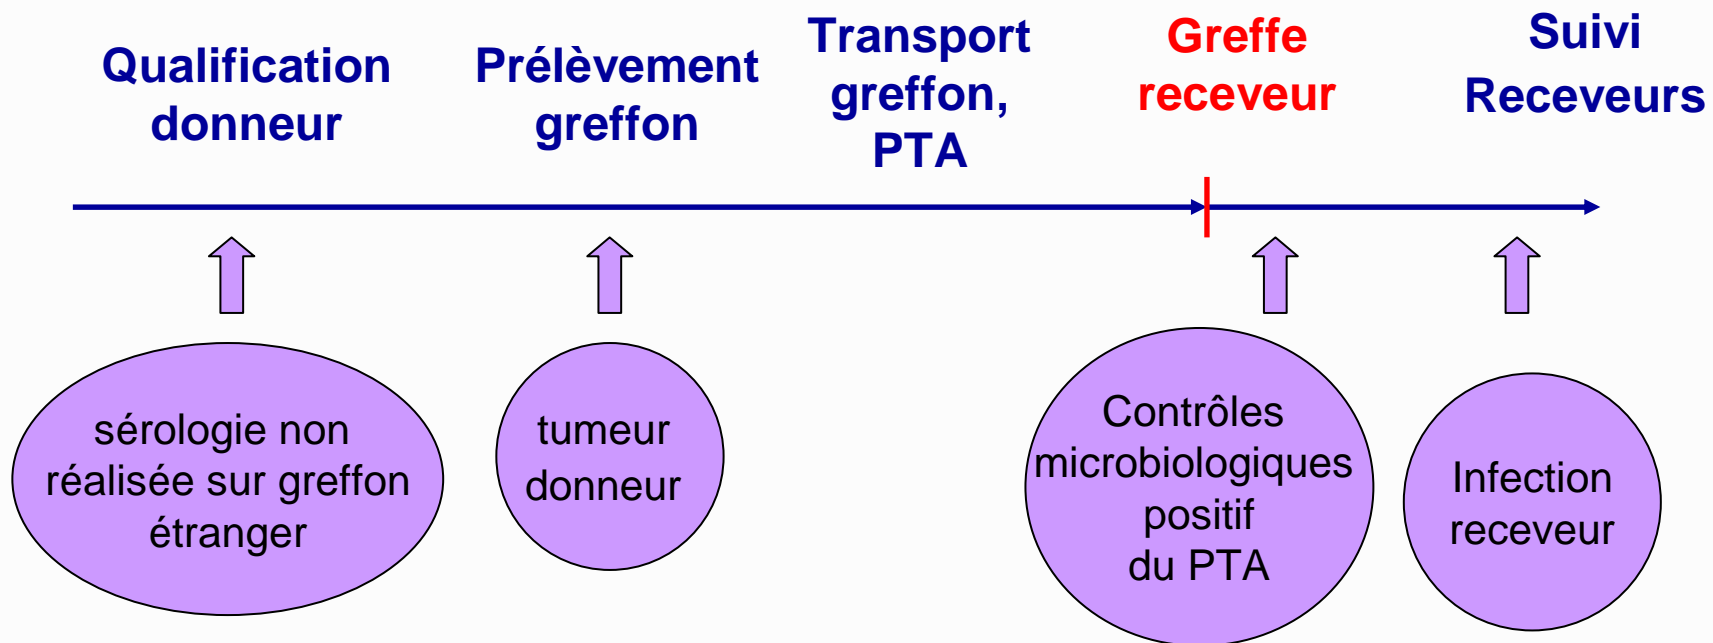 Qualification
donneur
Prélèvement
greffon
Transport
greffon,
PTA
Greffe
receveur
Suivi
Receveurs
sérologie non
réalisée sur greffon
étranger
tumeur
donneur
Contrôles
microbiologiques
positif
du PTA
Infection
receveur